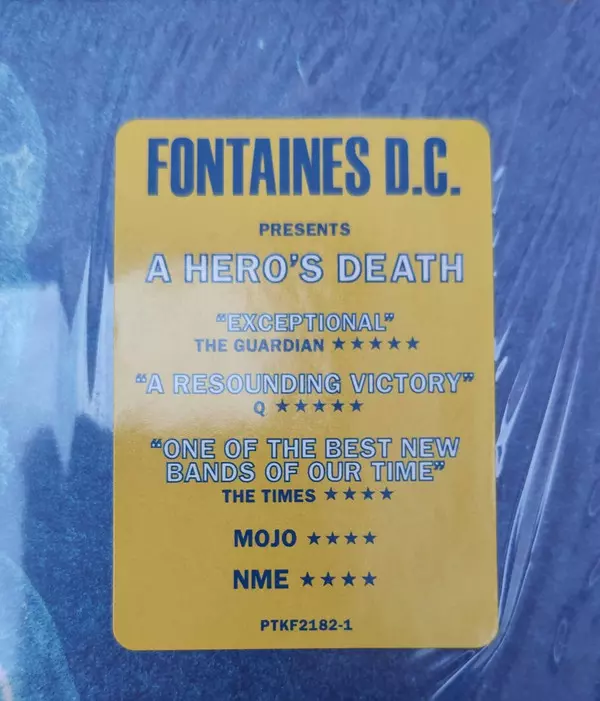 FONTAINES D.C.
PRESENTS
A HERO'S DEATH
"EXCEPTIONAL"
THE GUARDIAN ★★★★★
"A RESOUNDING VICTORY"
Q ★★★★★
"ONE OF THE BEST NEW
BANDS OF OUR TIME"
THE TIMES ★★★★
MOJO ★★★★
NME ★★★★
PTKF2182-1